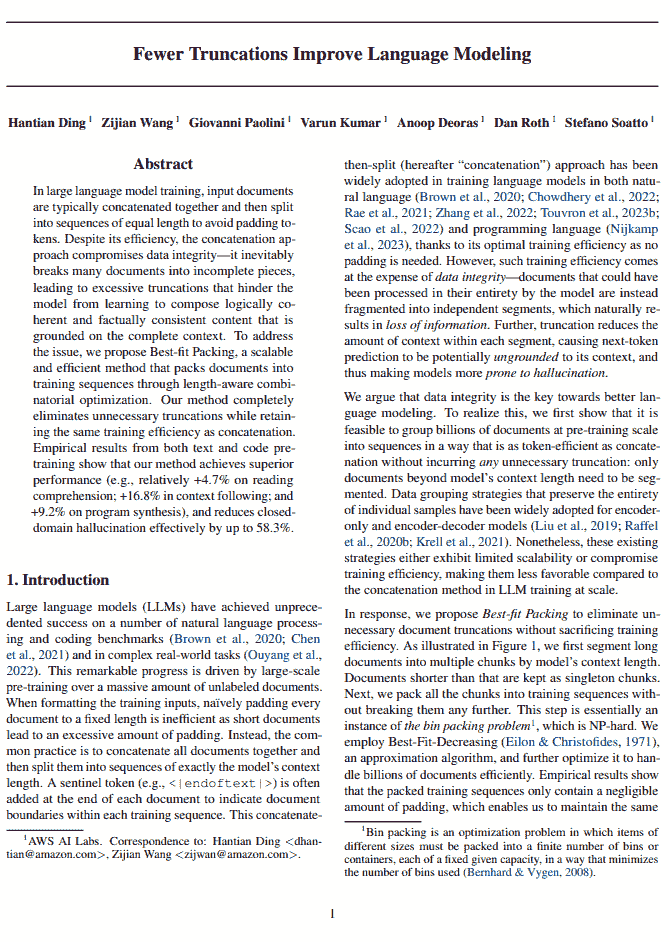 Fewer Truncations Improve Language Modeling
Hantian Ding 1 Zijian Wang 1 Giovanni Paolini 1 Varun Kumar 1 Anoop Deoras 1 Dan Roth 1 Stefano Soatto 1
Abstract
In large language model training, input documents
are typically concatenated together and then split
into sequences of equal length to avoid padding to-
kens. Despite its efficiency, the concatenation ap-
proach compromises data integrity—it inevitably
breaks many documents into incomplete pieces,
leading to excessive truncations that hinder the
model from learning to compose logically co-
herent and factually consistent content that is
grounded on the complete context. To address
the issue, we propose Best-fit Packing, a scalable
and efficient method that packs documents into
training sequences through length-aware combi-
natorial optimization. Our method completely
eliminates unnecessary truncations while retain-
ing the same training efficiency as concatenation.
Empirical results from both text and code pre-
training show that our method achieves superior
performance (e.g., relatively +4.7% on reading
comprehension; +16.8% in context following; and
+9.2% on program synthesis), and reduces closed-
domain hallucination effectively by up to 58.3%.
1. Introduction
Large language models (LLMs) have achieved unprece-
dented success on a number of natural language process-
ing and coding benchmarks (Brown et al., 2020; Chen
et al., 2021) and in complex real-world tasks (Ouyang et al.,
2022). This remarkable progress is driven by large-scale
pre-training over a massive amount of unlabeled documents.
When formatting the training inputs, naïvely padding every
document to a fixed length is inefficient as short documents
lead to an excessive amount of padding. Instead, the com-
mon practice is to concatenate all documents together and
then split them into sequences of exactly the model's context
length. A sentinel token (e.g., <|endoftext|>) is often
added at the end of each document to indicate document
boundaries within each training sequence. This concatenate-
1AWS AI Labs. Correspondence to: Hantian Ding <dhan-
tian@amazon.com>, Zijian Wang <zijwan@amazon.com>.
then-split (hereafter "concatenation") approach has been
widely adopted in training language models in both natu-
ral language (Brown et al., 2020; Chowdhery et al., 2022;
Rae et al., 2021; Zhang et al., 2022; Touvron et al., 2023b;
Scao et al., 2022) and programming language (Nijkamp
et al., 2023), thanks to its optimal training efficiency as no
padding is needed. However, such training efficiency comes
at the expense of data integrity—documents that could have
been processed in their entirety by the model are instead
fragmented into independent segments, which naturally re-
sults in loss of information. Further, truncation reduces the
amount of context within each segment, causing next-token
prediction to be potentially ungrounded to its context, and
thus making models more prone to hallucination.
We argue that data integrity is the key towards better lan-
guage modeling. To realize this, we first show that it is
feasible to group billions of documents at pre-training scale
into sequences in a way that is as token-efficient as concate-
nation without incurring any unnecessary truncation: only
documents beyond model's context length need to be seg-
mented. Data grouping strategies that preserve the entirety
of individual samples have been widely adopted for encoder-
only and encoder-decoder models (Liu et al., 2019; Raffel
et al., 2020b; Krell et al., 2021). Nonetheless, these existing
strategies either exhibit limited scalability or compromise
training efficiency, making them less favorable compared to
the concatenation method in LLM training at scale.
In response, we propose Best-fit Packing to eliminate un-
necessary document truncations without sacrificing training
efficiency. As illustrated in Figure 1, we first segment long
documents into multiple chunks by model's context length.
Documents shorter than that are kept as singleton chunks.
Next, we pack all the chunks into training sequences with-
out breaking them any further. This step is essentially an
instance of the bin packing problem1, which is NP-hard. We
employ Best-Fit-Decreasing (Eilon & Christofides, 1971),
an approximation algorithm, and further optimize it to han-
dle billions of documents efficiently. Empirical results show
that the packed training sequences only contain a negligible
amount of padding, which enables us to maintain the same
1Bin packing is an optimization problem in which items of
different sizes must be packed into a finite number of bins or
containers, each of a fixed given capacity, in a way that minimizes
the number of bins used (Bernhard & Vygen, 2008).
1